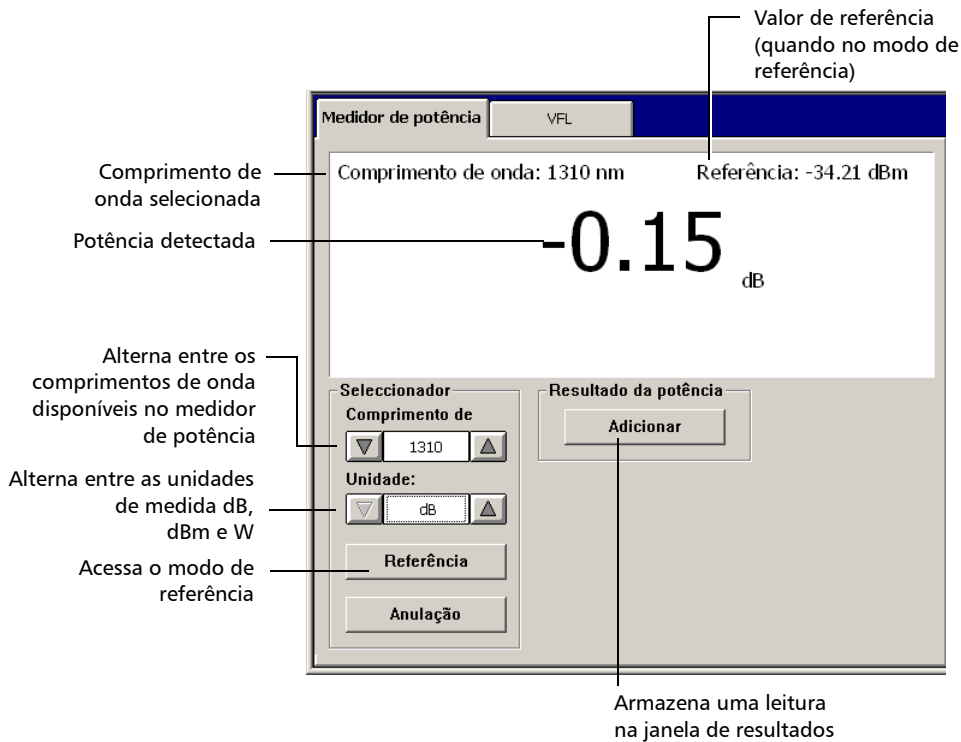 Valor de referência
(quando no modo de
referência)
Medidor de potência
VFL
Comprimento de
onda selecionada
Comprimento de onda: 1310 nm
Referência: -34.21 dBm
Potência detectada
-0.15
dB
Alterna entre os
comprimentos de onda
disponíveis no medidor
de potência
Seleccionador
Comprimento de
1310
Resultado da potência
Adicionar
Alterna entre as unidades
de medida dB,
dBm e W
Unidade:
dB
Acessa o modo de
referência
Referência
Anulação
Armazena uma leitura
na janela de resultados